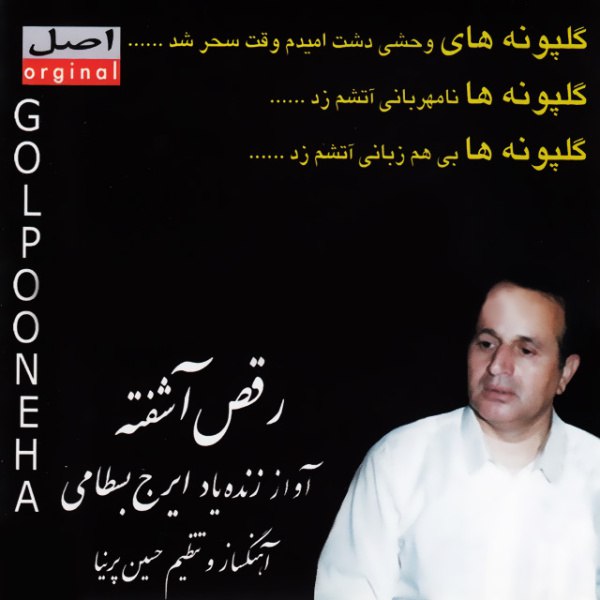 اصل
orginal
گلپونه های وحشی دشت امیدم وقت سحر شد ......
گلپونه ها نامهربانی آتشم زد ......
گلپونه ها بی هم زبانی آتشم زد ......
GOLPOONEHA
رقص آشفته
آواز زنده یاد ایرج بسطامی
آهنگساز و تنظیم حسین پرنیا